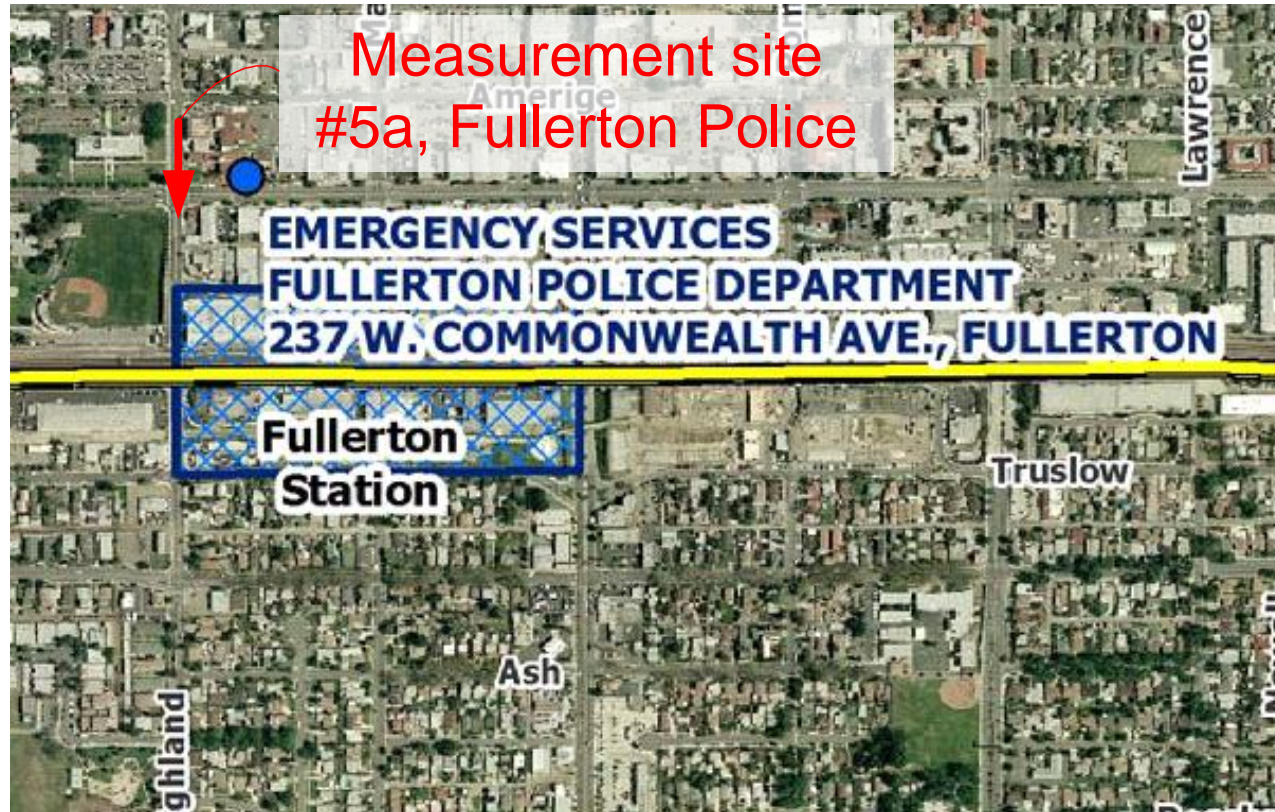 Measurement site
#5a, Fullerton Police
Amerige
Lawrence
EMERGENCY SERVICES
FULLERTON POLICE DEPARTMENT
237 W. COMMONWEALTH AVE., FULLERTON
Fullerton
Station
Truslow
Ash
ghland